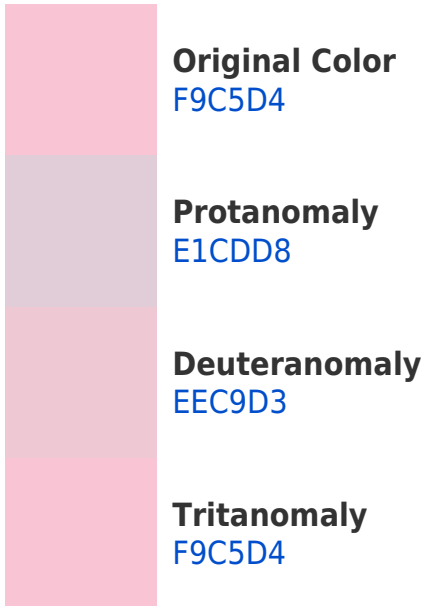 Original Color
F9C5D4
Protanomaly
E1CDD8
Deuteranomaly
EEC9D3
Tritanomaly
F9C5D4